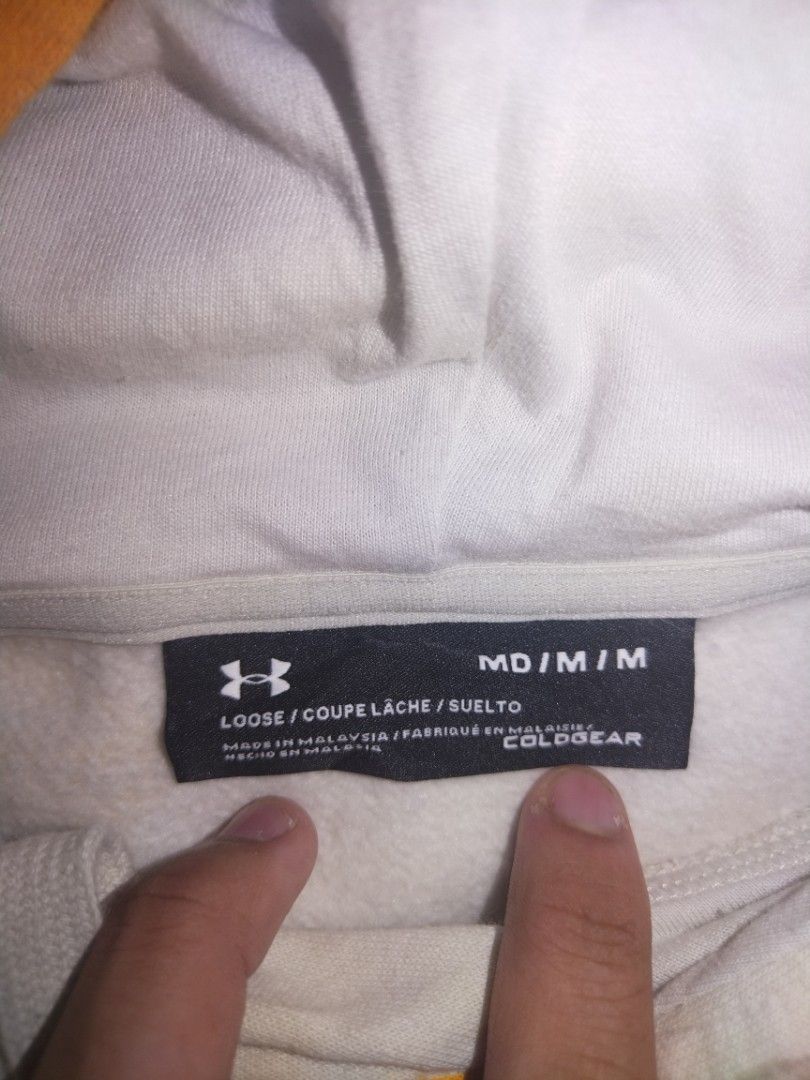 MD / M / M
LOOSE / COUPE LÂCHE / SUELTO
MADE IN MALAYSIA / FABRIQUÉ EN MALAISIE /
HECHO EN MALASIA
COLDGEAR